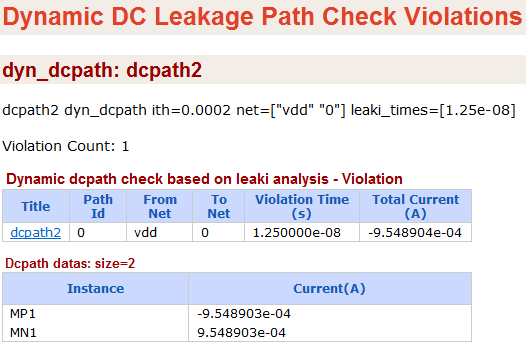 Dynamic DC Leakage Path Check Violations
dyn_dcpath: dcpath2
dcpath2 dyn_dcpath ith=0.0002 net=["vdd" "0"] leaki_times=[1.25e-08]
Violation Count: 1
Dynamic dcpath check based on leaki analysis - Violation
Title Path Id From Net To Net Violation Time (s) Total Current (A)
dcpath2 0 vdd 0 1.250000e-08 -9.548904e-04
Dcpath datas: size=2
Instance Current(A)
MP1 -9.548903e-04
MN1 9.548903e-04